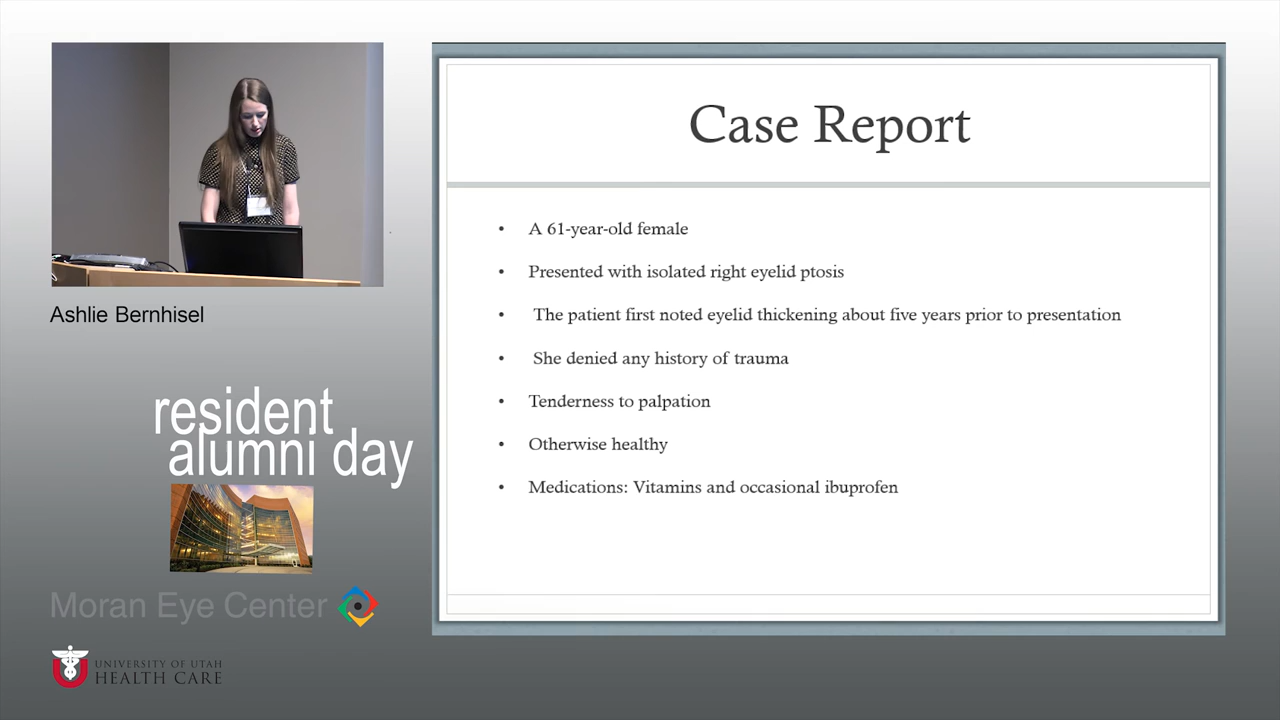 Case Report
• A 61-year-old female
• Presented with isolated right eyelid ptosis
• The patient first noted eyelid thickening about five years prior to presentation
• She denied any history of trauma
• Tenderness to palpation
• Otherwise healthy
• Medications: Vitamins and occasional ibuprofen
Ashlie Bernhisel
resident
alumni day
Moran Eye Center
UNIVERSITY OF UTAH
HEALTH CARE